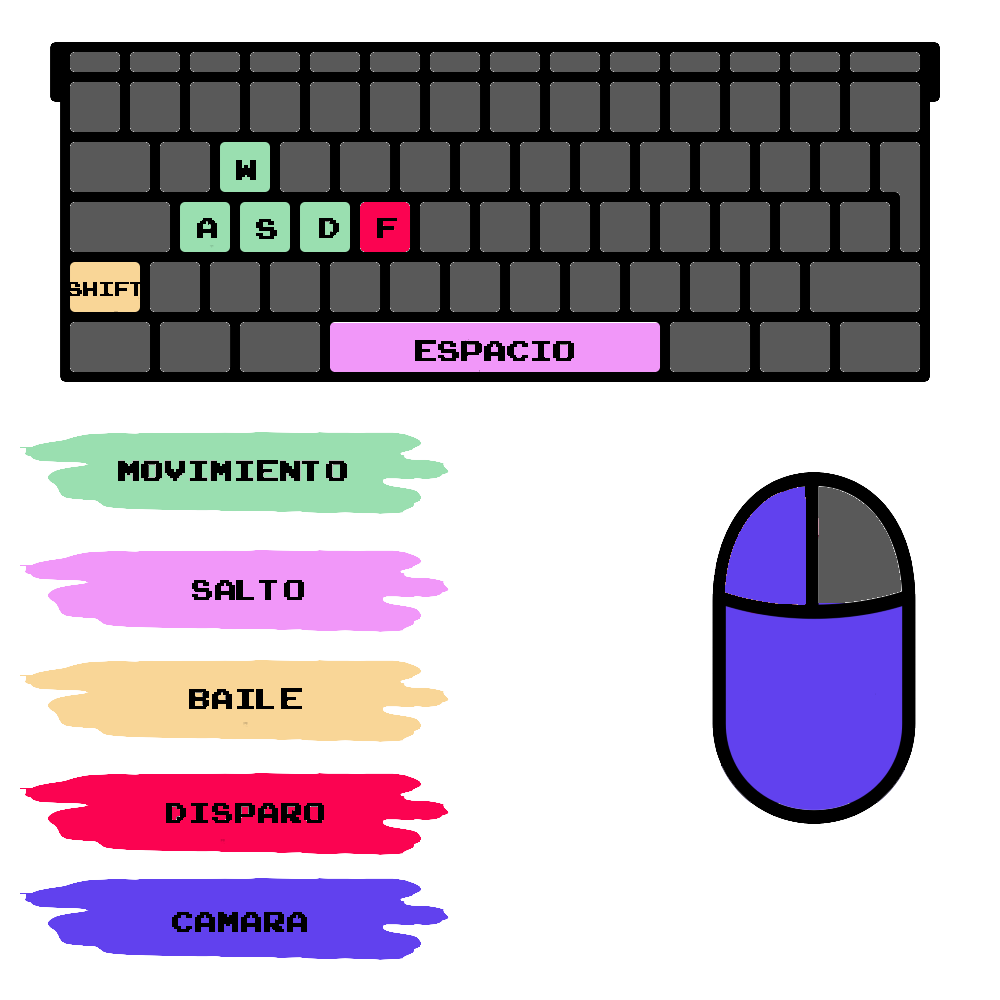 W
A S D F
SHIFT
ESPACIO
MOVIMIENTO
SALTO
BAILE
DISPARO
CAMARA